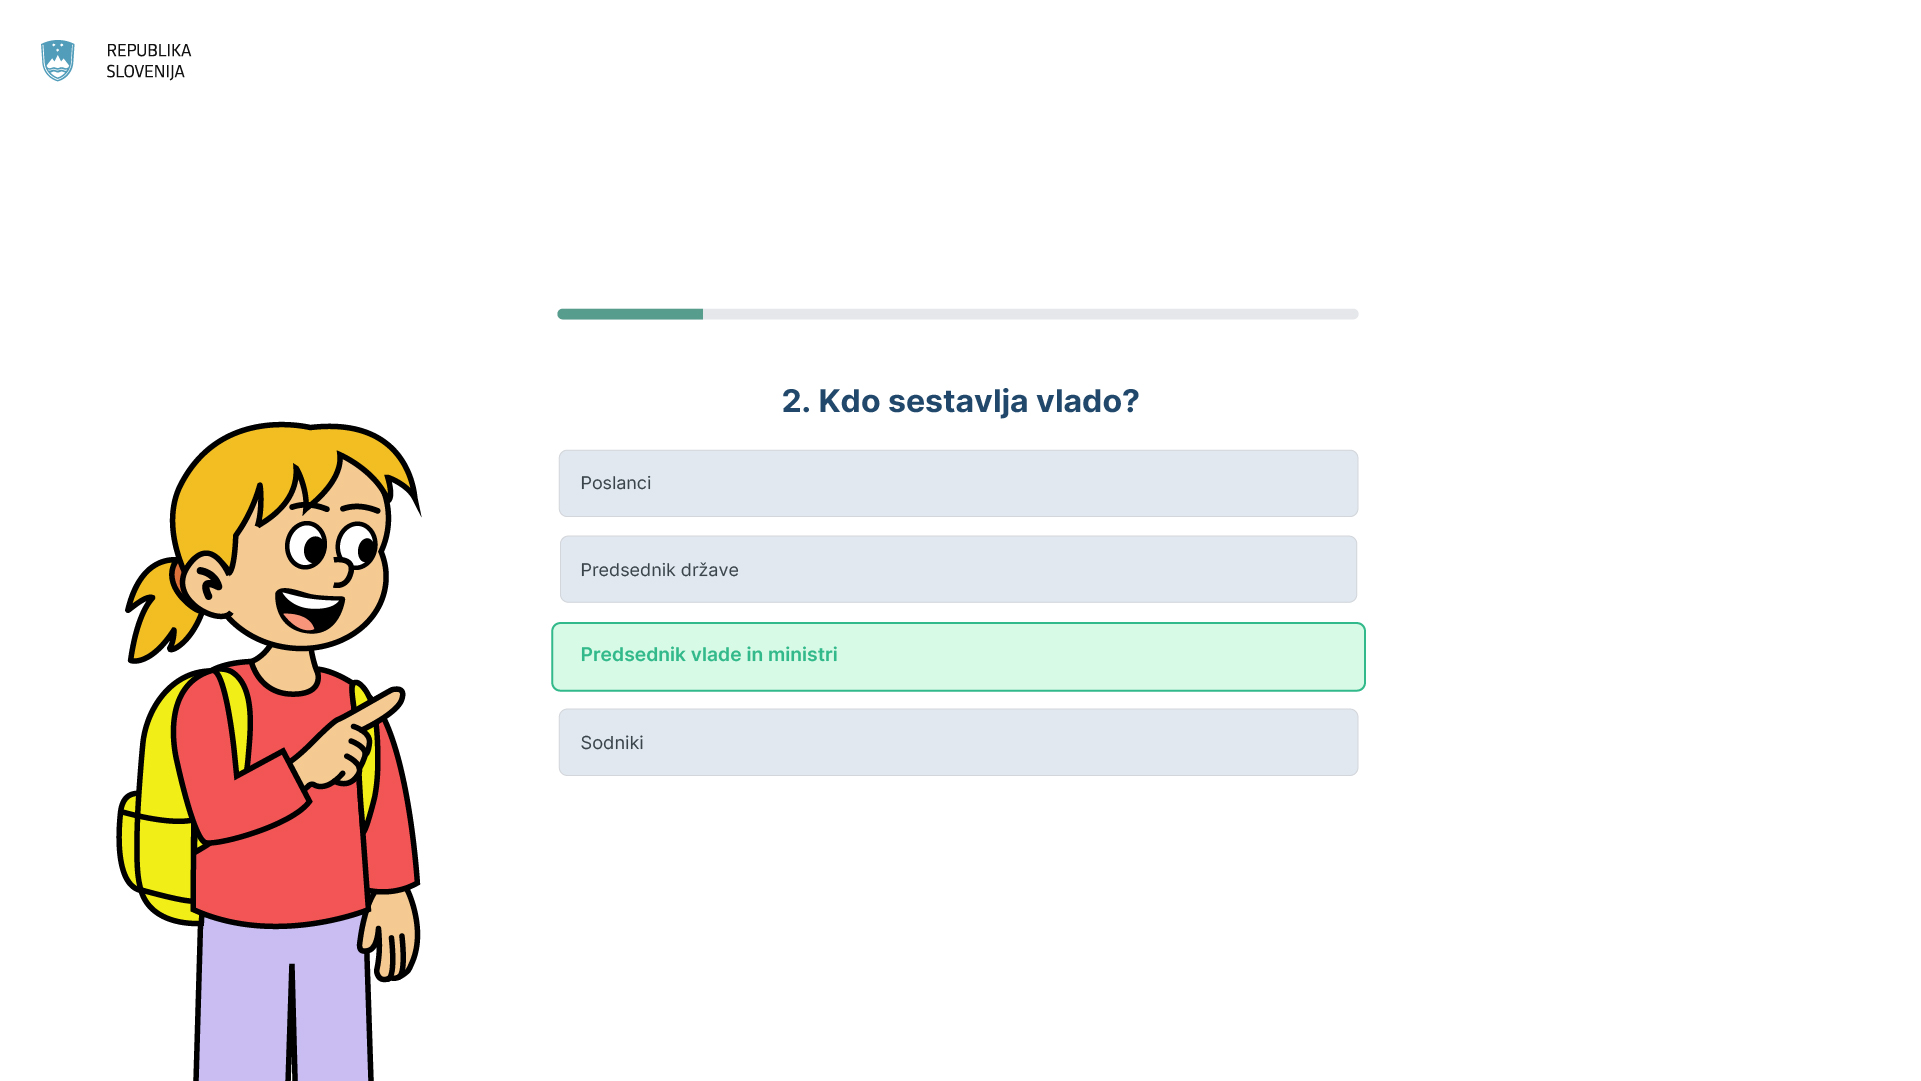 REPUBLIKA
SLOVENIJA
2. Kdo sestavlja vlado?
Poslanci
Predsednik države
Predsednik vlade in ministri
Sodniki